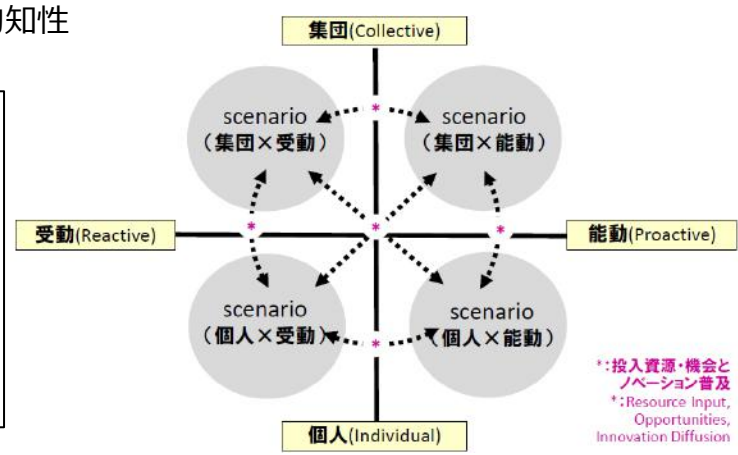 知性
集団(Collective)
scenario
(集団×受動)
scenario
(集団×能動)
*
受動(Reactive)
*
*
*
能動(Proactive)
scenario
(個人×受動)
scenario
(個人×能動)
*
個人(Individual)
*:投入資源・機会と
ノベーション普及
*:Resource Input,
Opportunities,
Innovation Diffusion